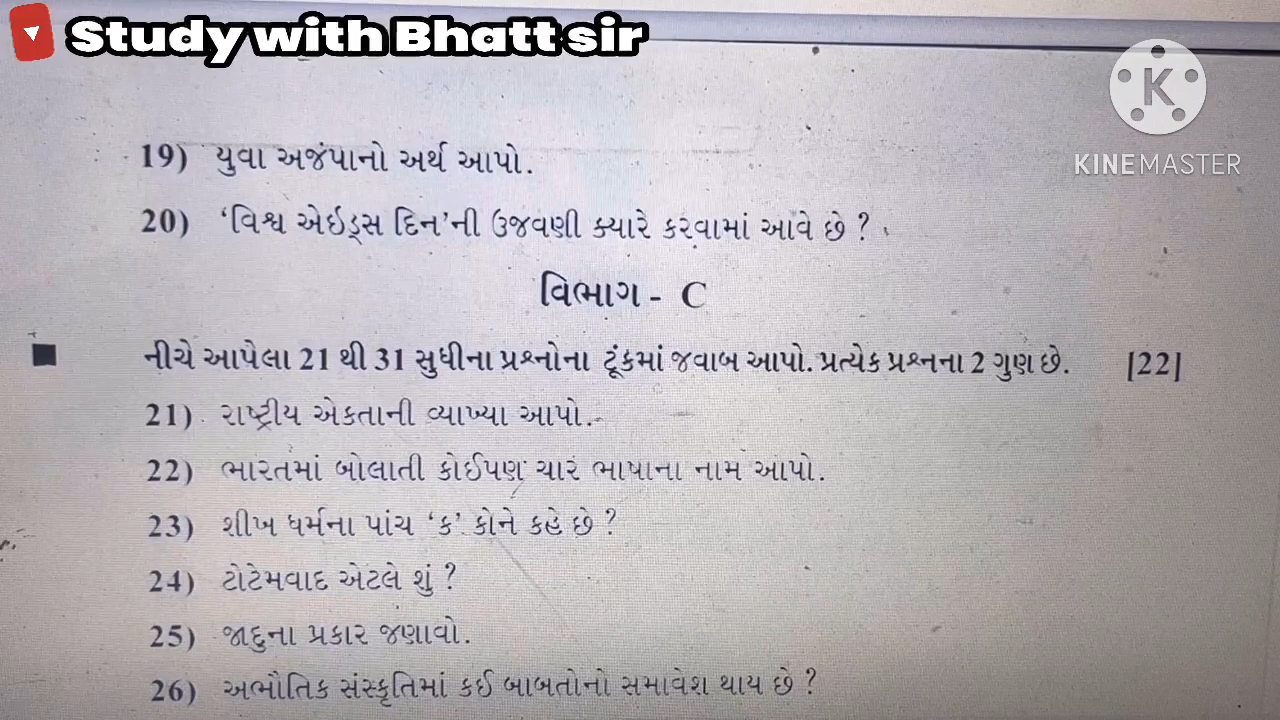 Study with Bhatt sir
K
KINEMASTER
19) યુવા અજંપાનો અર્થ આપો.
20) ‘વિશ્વ એઈડ્સ દિન’ની ઉજવણી ક્યારે કરવામાં આવે છે ?
વિભાગ - C
નીચે આપેલા 21 થી 31 સુધીના પ્રશ્નોના ટૂંકમાં જવાબ આપો. પ્રત્યેક પ્રશ્નના 2 ગુણ છે. [22]
21) રાષ્ટ્રીય એકતાની વ્યાખ્યા આપો.
22) ભારતમાં બોલાતી કોઈપણ ચાર ભાષાના નામ આપો.
23) શીખ ધર્મના પાંચ ‘ક’ કોને કહે છે ?
24) ટોટેમવાદ એટલે શું ?
25) જાદુના પ્રકાર જણાવો.
26) અભૌતિક સંસ્કૃતિમાં કઈ બાબતોનો સમાવેશ થાય છે ?